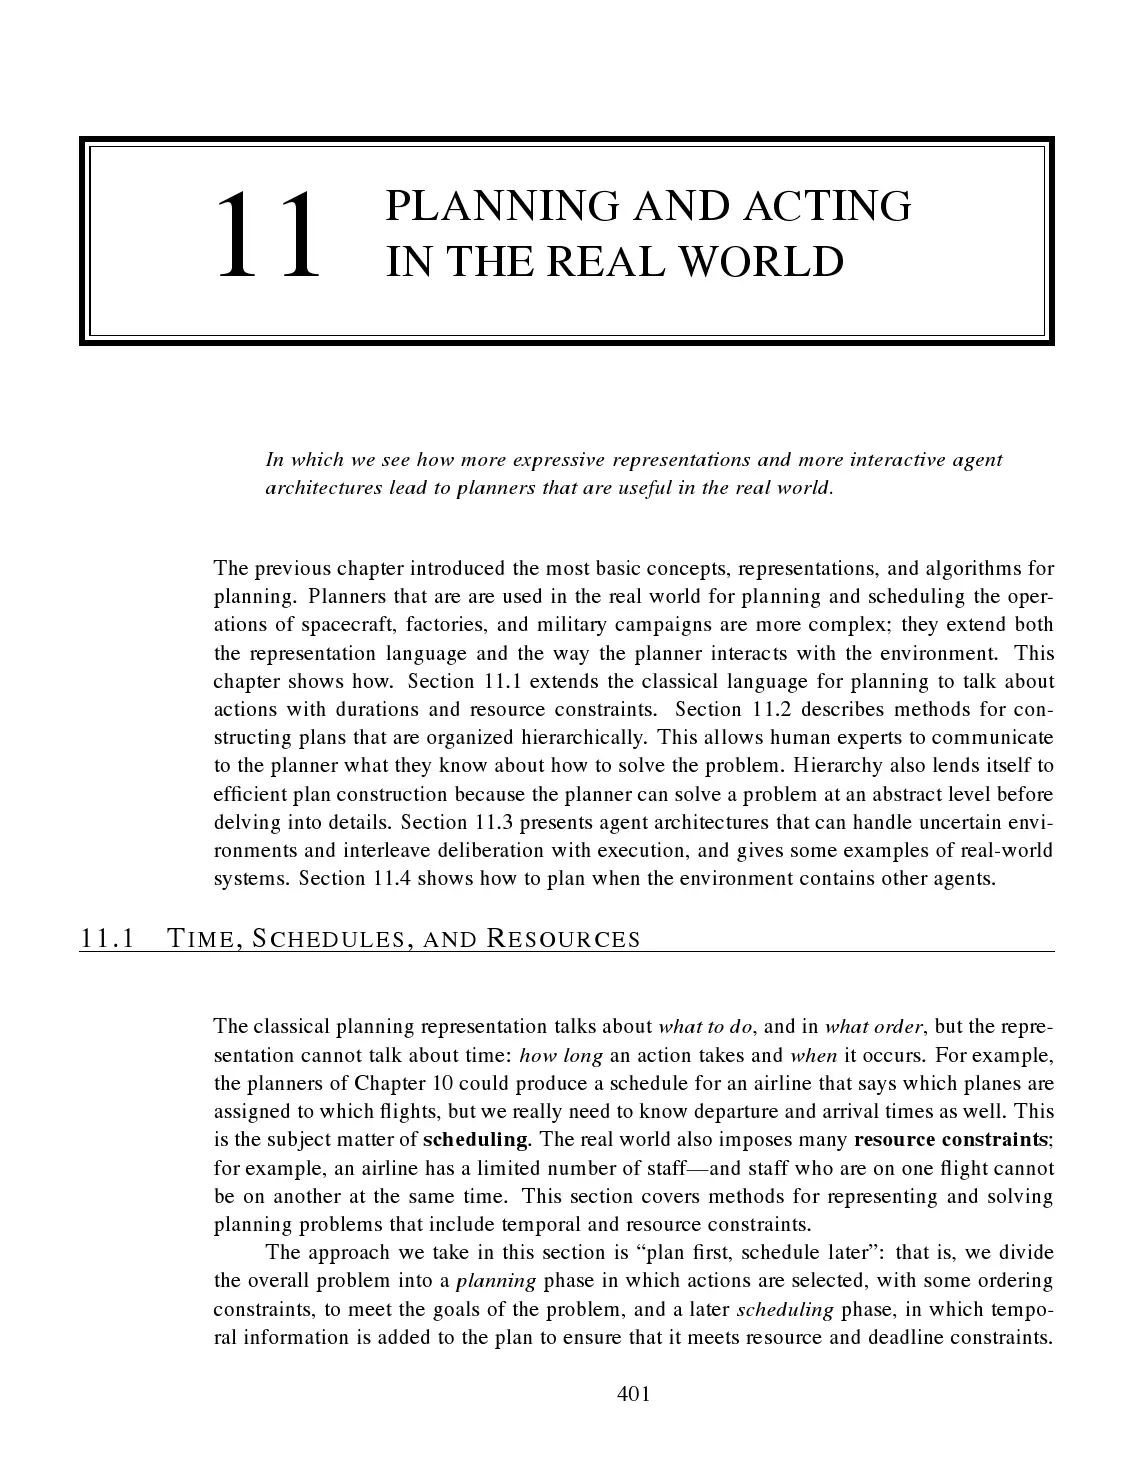 11
PLANNING AND ACTING
IN THE REAL WORLD
In which we see how more expressive representations and more interactive agent
architectures lead to planners that are useful in the real world.
The previous chapter introduced the most basic concepts, representations, and algorithms for
planning. Planners that are are used in the real world for planning and scheduling the oper-
ations of spacecraft, factories, and military campaigns are more complex; they extend both
the representation language and the way the planner interacts with the environment. This
chapter shows how. Section 11.1 extends the classical language for planning to talk about
actions with durations and resource constraints. Section 11.2 describes methods for con-
structing plans that are organized hierarchically. This allows human experts to communicate
to the planner what they know about how to solve the problem. Hierarchy also lends itself to
efficient plan construction because the planner can solve a problem at an abstract level before
delving into details. Section 11.3 presents agent architectures that can handle uncertain envi-
ronments and interleave deliberation with execution, and gives some examples of real-world
systems. Section 11.4 shows how to plan when the environment contains other agents.
11.1 TIME, SCHEDULES, AND RESOURCES
The classical planning representation talks about what to do, and in what order, but the repre-
sentation cannot talk about time: how long an action takes and when it occurs. For example,
the planners of Chapter 10 could produce a schedule for an airline that says which planes are
assigned to which flights, but we really need to know departure and arrival times as well. This
is the subject matter of scheduling. The real world also imposes many resource constraints;
for example, an airline has a limited number of staff—and staff who are on one flight cannot
be on another at the same time. This section covers methods for representing and solving
planning problems that include temporal and resource constraints.
The approach we take in this section is “plan first, schedule later”: that is, we divide
the overall problem into a planning phase in which actions are selected, with some ordering
constraints, to meet the goals of the problem, and a later scheduling phase, in which tempo-
ral information is added to the plan to ensure that it meets resource and deadline constraints.
401